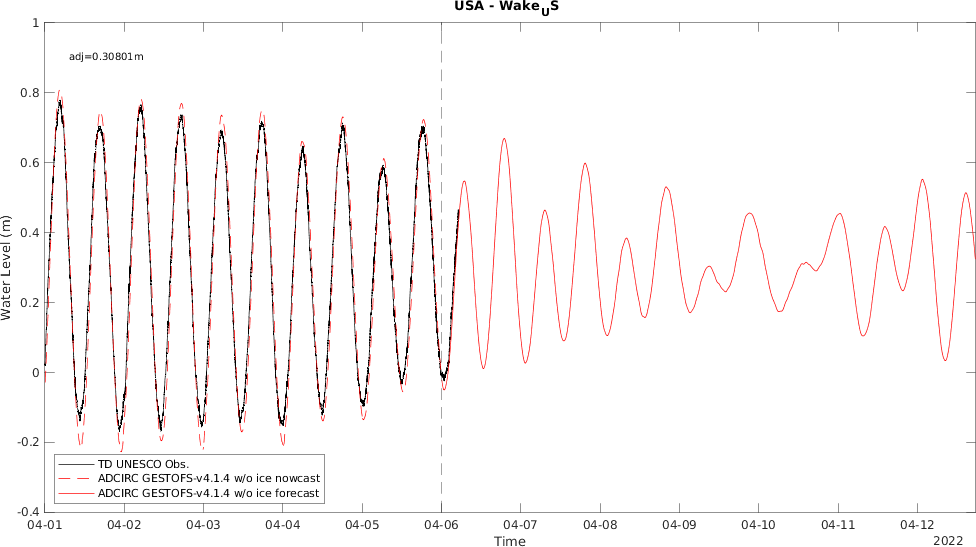 USA - Wake_US
adj=0.30801m
1
0.8
0.6
0.4
0.2
0
-0.2
-0.4
Water Level (m)
TD UNESCO Obs.
ADCIRC GESTOFS-v4.1.4 w/o ice nowcast
ADCIRC GESTOFS-v4.1.4 w/o ice forecast
04-01 04-02 04-03 04-04 04-05 04-06 04-07 04-08 04-09 04-10 04-11 04-12
Time
2022